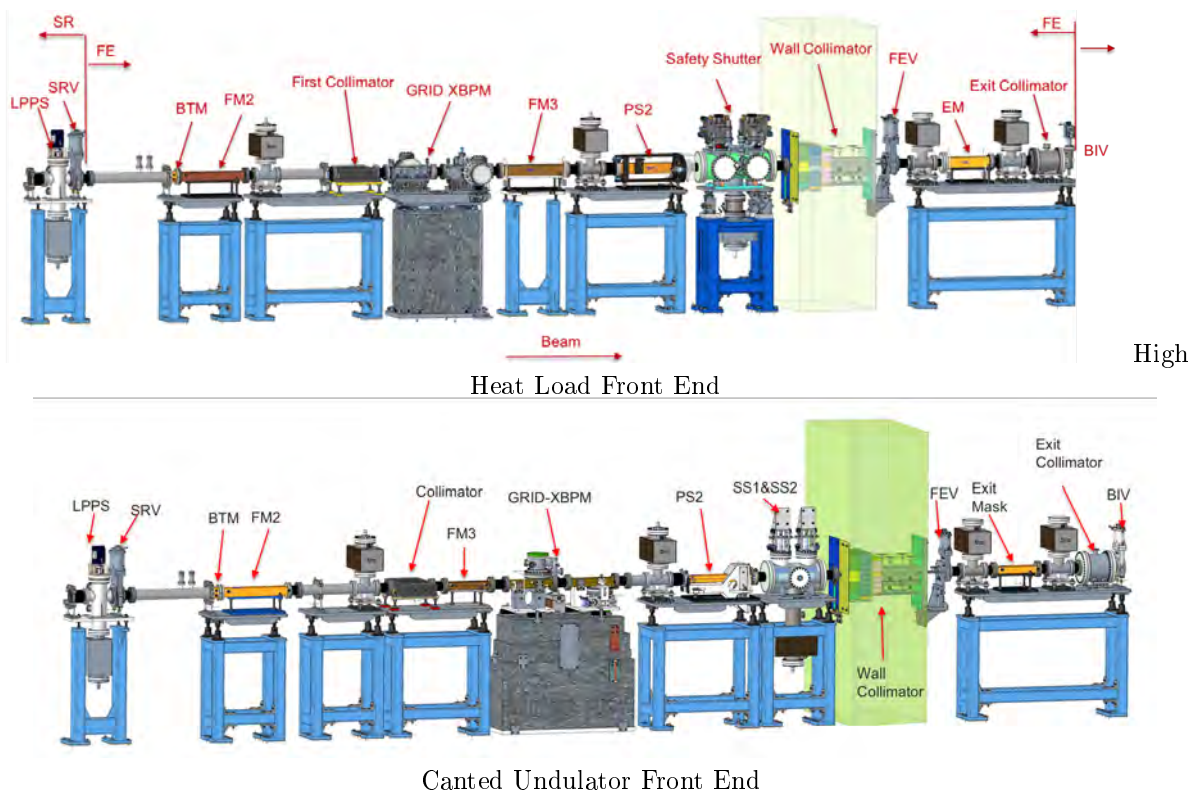 SR
FE
FE
LPPS
SRV
BTM
FM2
First Collimator
GRID XBPM
FM3
PS2
Safety Shutter
Wall Collimator
FEV
EM
Exit Collimator
BIV
Beam
High
Heat Load Front End
LPPS
SRV
BTM
FM2
Collimator
FM3
GRID-XBPM
PS2
SS1&SS2
Wall
Collimator
FEV
Exit
Mask
Exit
Collimator
BIV
Canted Undulator Front End